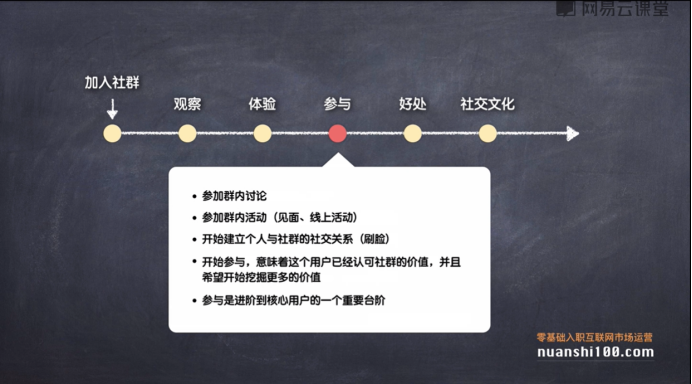 网易云课堂
加入社群
观察 体验 参与 好处 社交文化
• 参加群内讨论
• 参加群内活动（见面、线上活动）
• 开始建立个人与社群的社交关系（刷脸）
• 开始参与，意味着这个用户已经认可社群的价值，并且
希望开始挖掘更多的价值
• 参与是进阶到核心用户的一个重要台阶
零基础入职互联网市场运营
nuanshi100.com